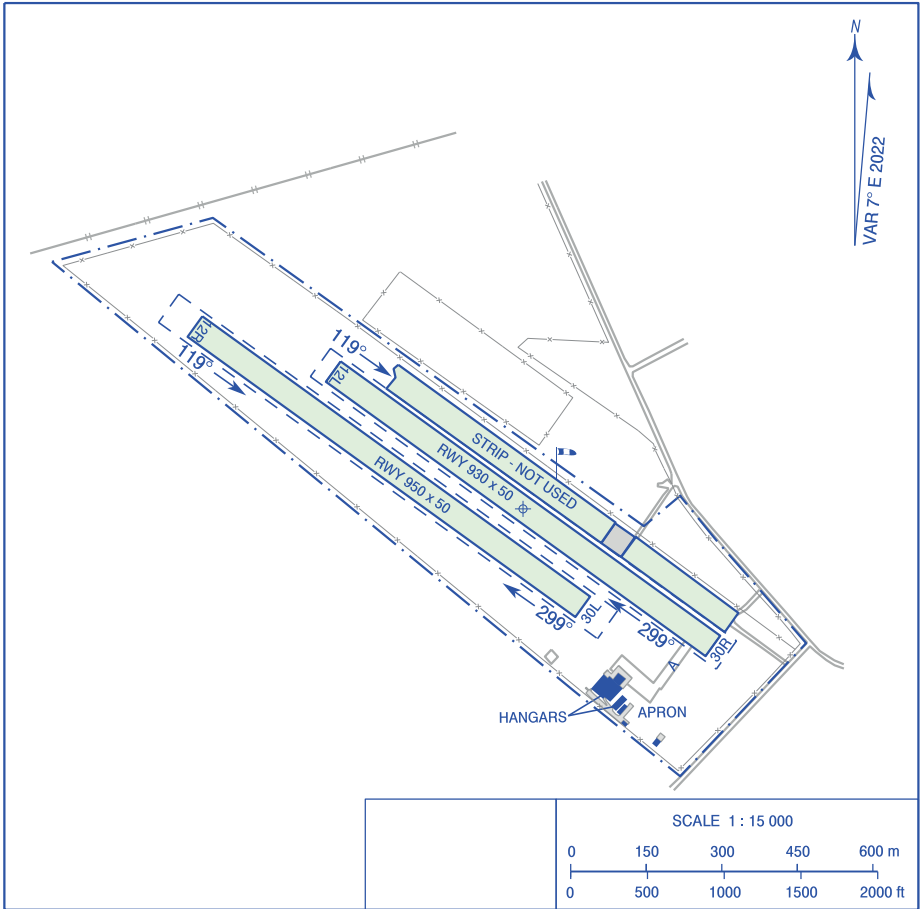 N
VAR 7° E 2022
12R
119°
119°
12L
STRIP - NOT USED
RWY 930 x 50
RWY 950 x 50
299°
30L
299°
30R
A
HANGARS
APRON
SCALE 1 : 15 000
0 150 300 450 600 m
0 500 1000 1500 2000 ft